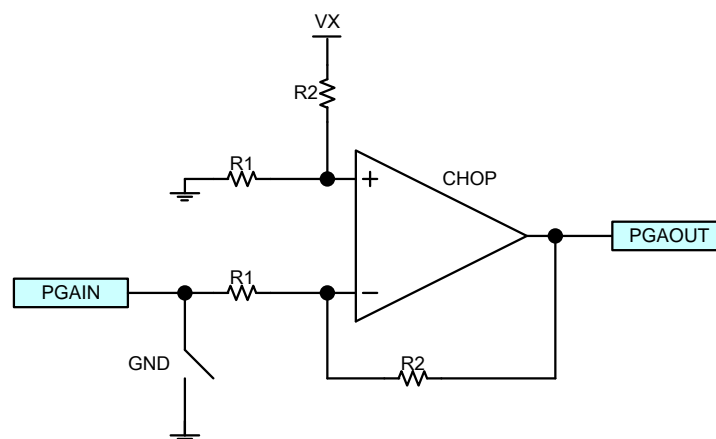 VX
R2
R1
+
CHOP
PGAOUT
PGAIN
R1
−
GND
R2